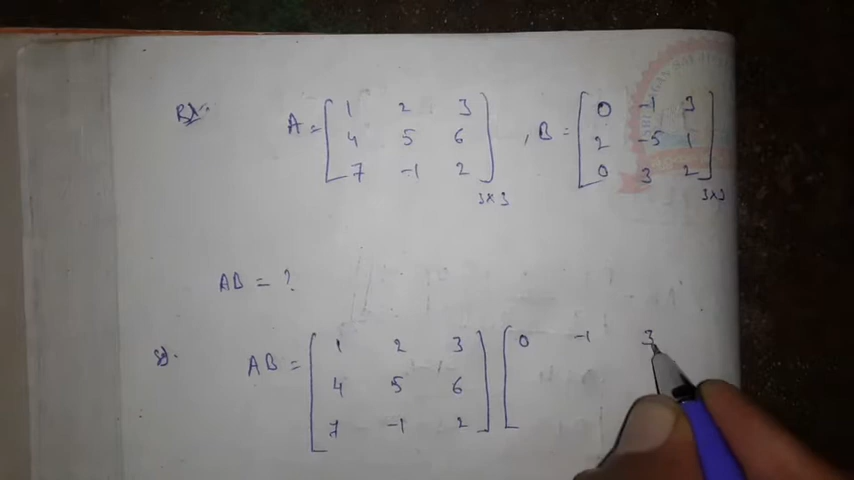 Ex:
A = [ 1 2 3 , B = [ 0 -1 3
4 5 6 2 -5 1
7 -1 2 ] 3×3 0 3 2 ] 3×3
AB = ?
Sol. AB = [ 1 2 3 ] [ 0 -1 3
4 5 6
7 -1 2